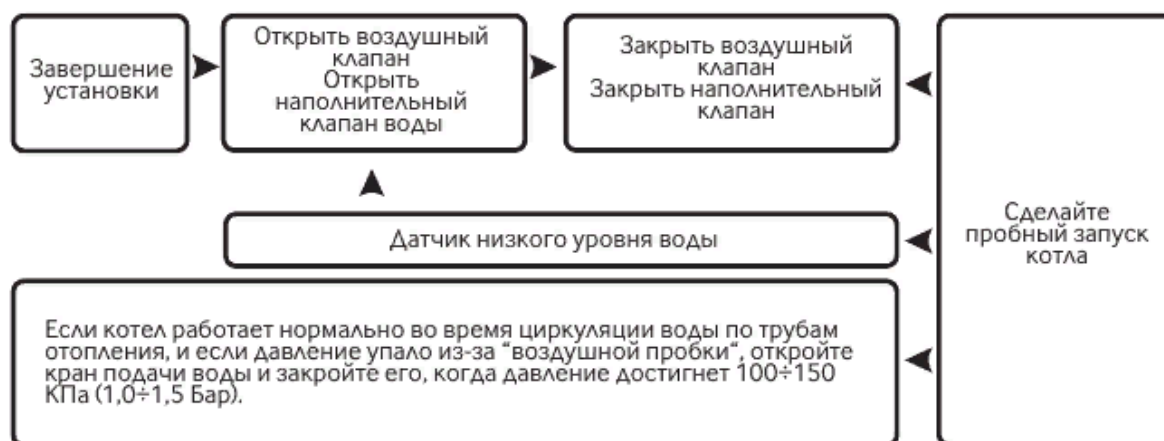 Завершение
установки
Открыть воздушный
клапан
Открыть
наполнительный
клапан воды
Закрыть воздушный
клапан
Закрыть наполнительный
клапан
Сделайте
пробный запуск
котла
Датчик низкого уровня воды
Если котел работает нормально во время циркуляции воды по трубам
отопления, и если давление упало из-за “воздушной пробки“, откройте
кран подачи воды и закройте его, когда давление достигнет 100÷150
КПа (1,0÷1,5 Бар).